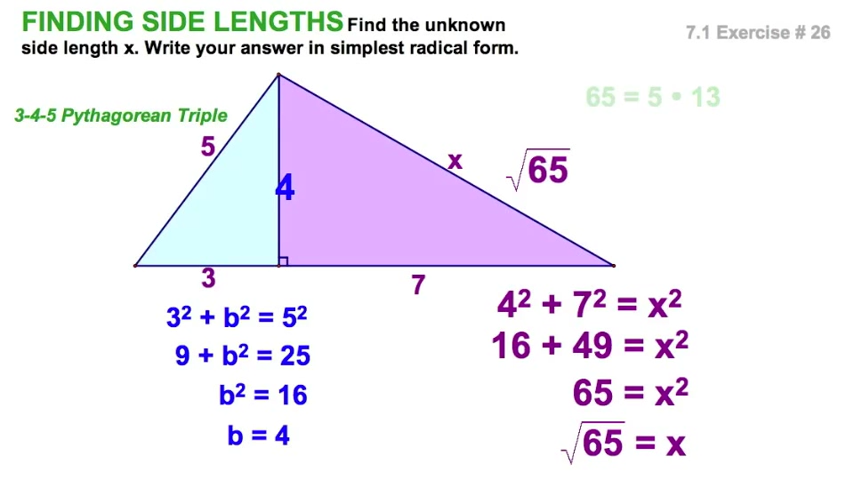 FINDING SIDE LENGTHS Find the unknown
side length x. Write your answer in simplest radical form.
7.1 Exercise # 26
65 = 5 • 13
3-4-5 Pythagorean Triple
5
4
x
√65
3
7
3² + b² = 5²
9 + b² = 25
b² = 16
b = 4
4² + 7² = x²
16 + 49 = x²
65 = x²
√65 = x